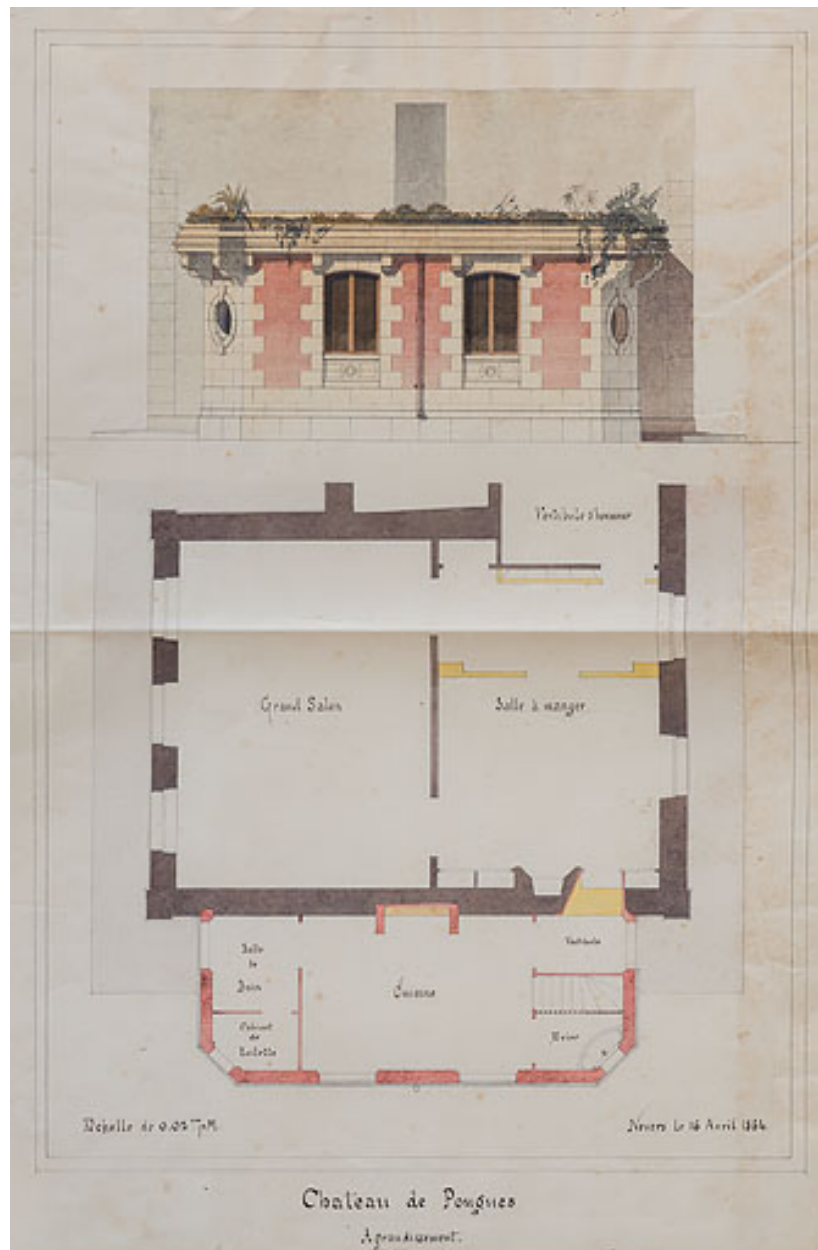 Vestibule d'honneur
Grand Salon
Salle à manger
Salle
de
Bain
Cuisine
Vestibule
Cabinet
de
toilette
Echelle de 0.02 c/m p M.
Nevers le 16 Avril 1884
Chateau de Pougues
Agrandissement.